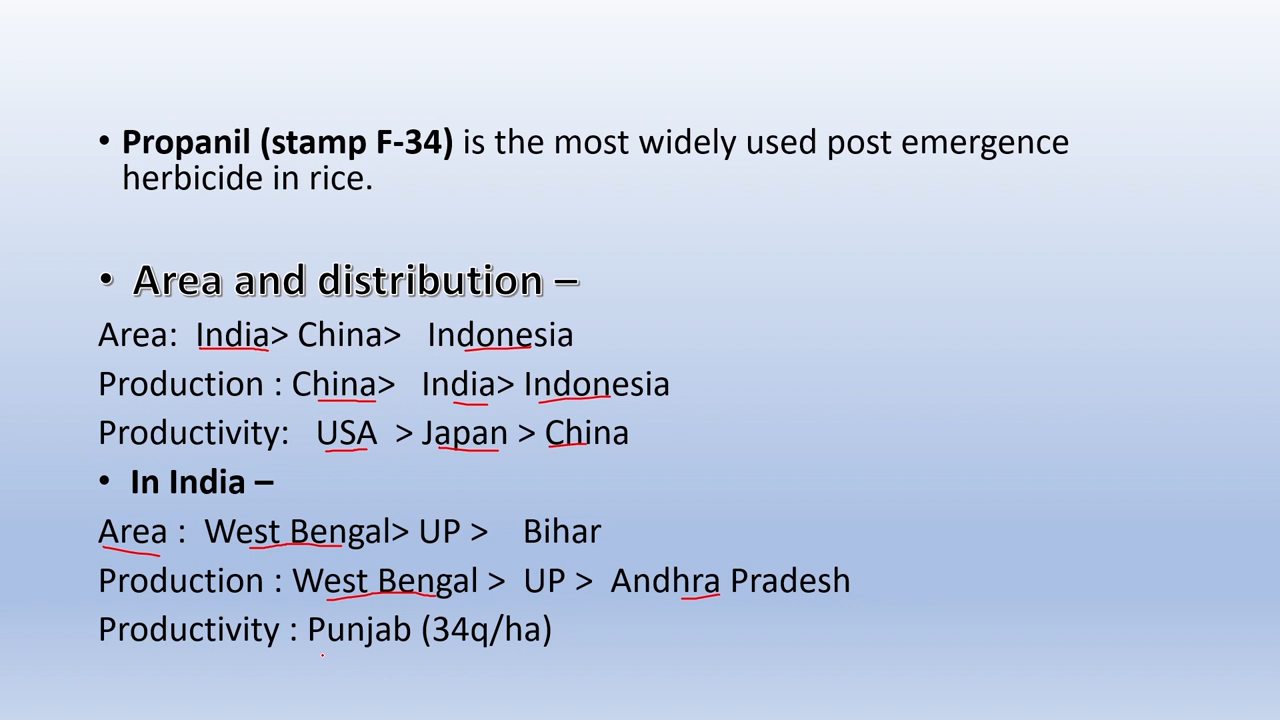 • Propanil (stamp F-34) is the most widely used post emergence
herbicide in rice.
• Area and distribution –
Area: India> China> Indonesia
Production : China> India> Indonesia
Productivity: USA > Japan > China
• In India –
Area : West Bengal> UP > Bihar
Production : West Bengal > UP > Andhra Pradesh
Productivity : Punjab (34q/ha)